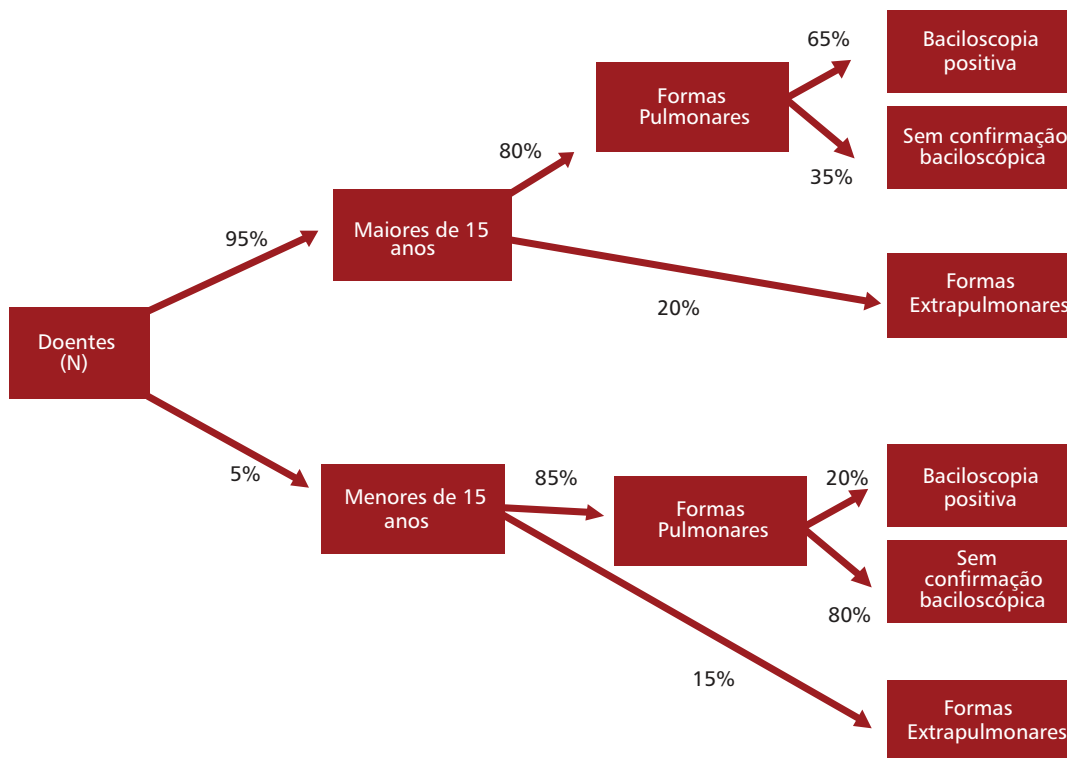 65%
Baciloscopia
positiva
Formas
Pulmonares
80%
Sem confirmação
baciloscópica
35%
Maiores de 15
anos
95%
Formas
Extrapulmonares
20%
Doentes
(N)
5%
Menores de 15
anos
85%
Formas
Pulmonares
20%
Baciloscopia
positiva
Sem
confirmação
baciloscópica
80%
15%
Formas
Extrapulmonares